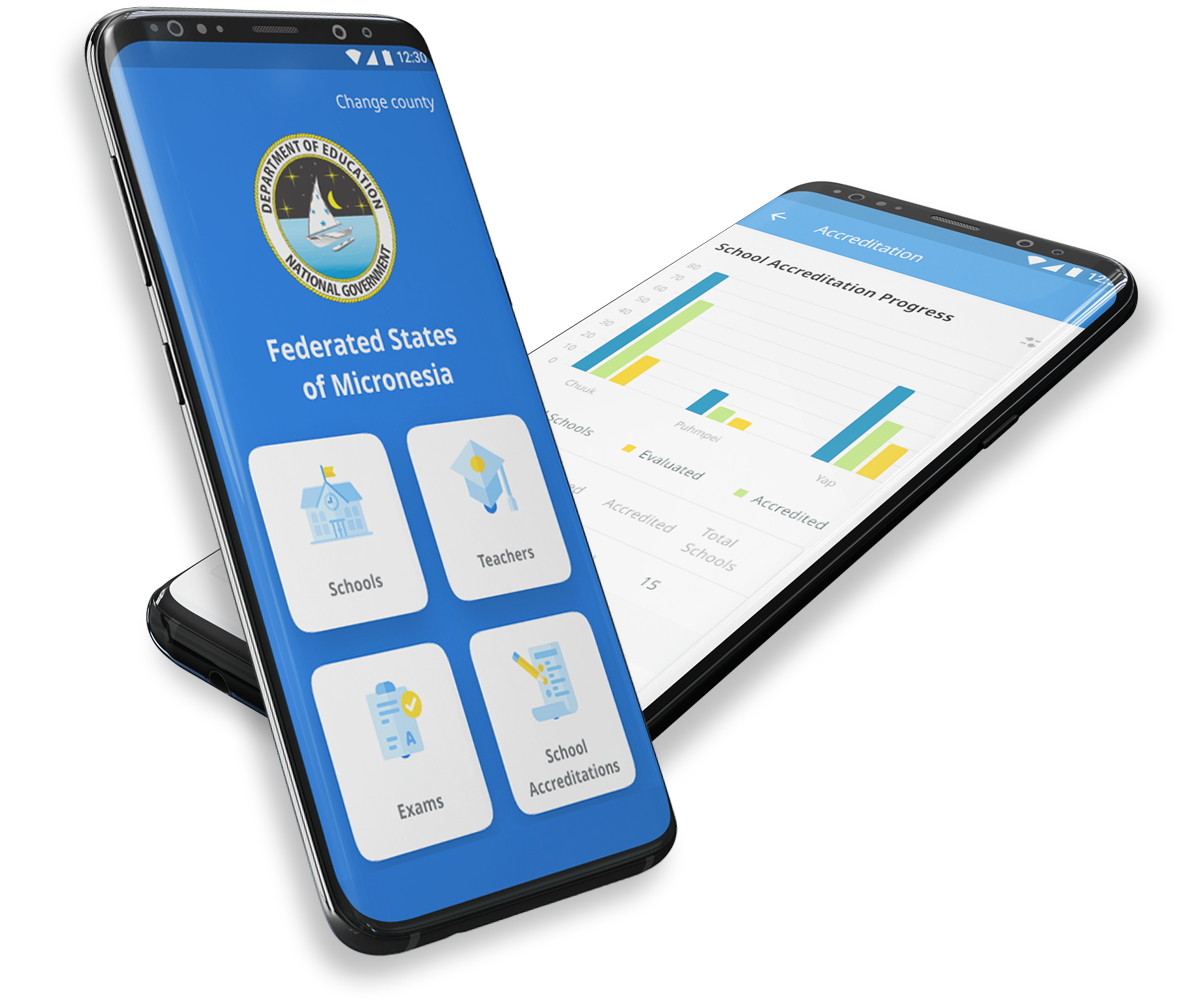 12:30
Change county
DEPARTMENT OF EDUCATION
NATIONAL GOVERNMENT
Federated States
of Micronesia
Schools
Teachers
Exams
School
Accreditations
Accreditation
School Accreditation Progress
80
70
60
50
40
30
20
10
0
Chuuk
Puhmpei
Yap
Schools
Evaluated
Accredited
Accredited
Total
Schools
15